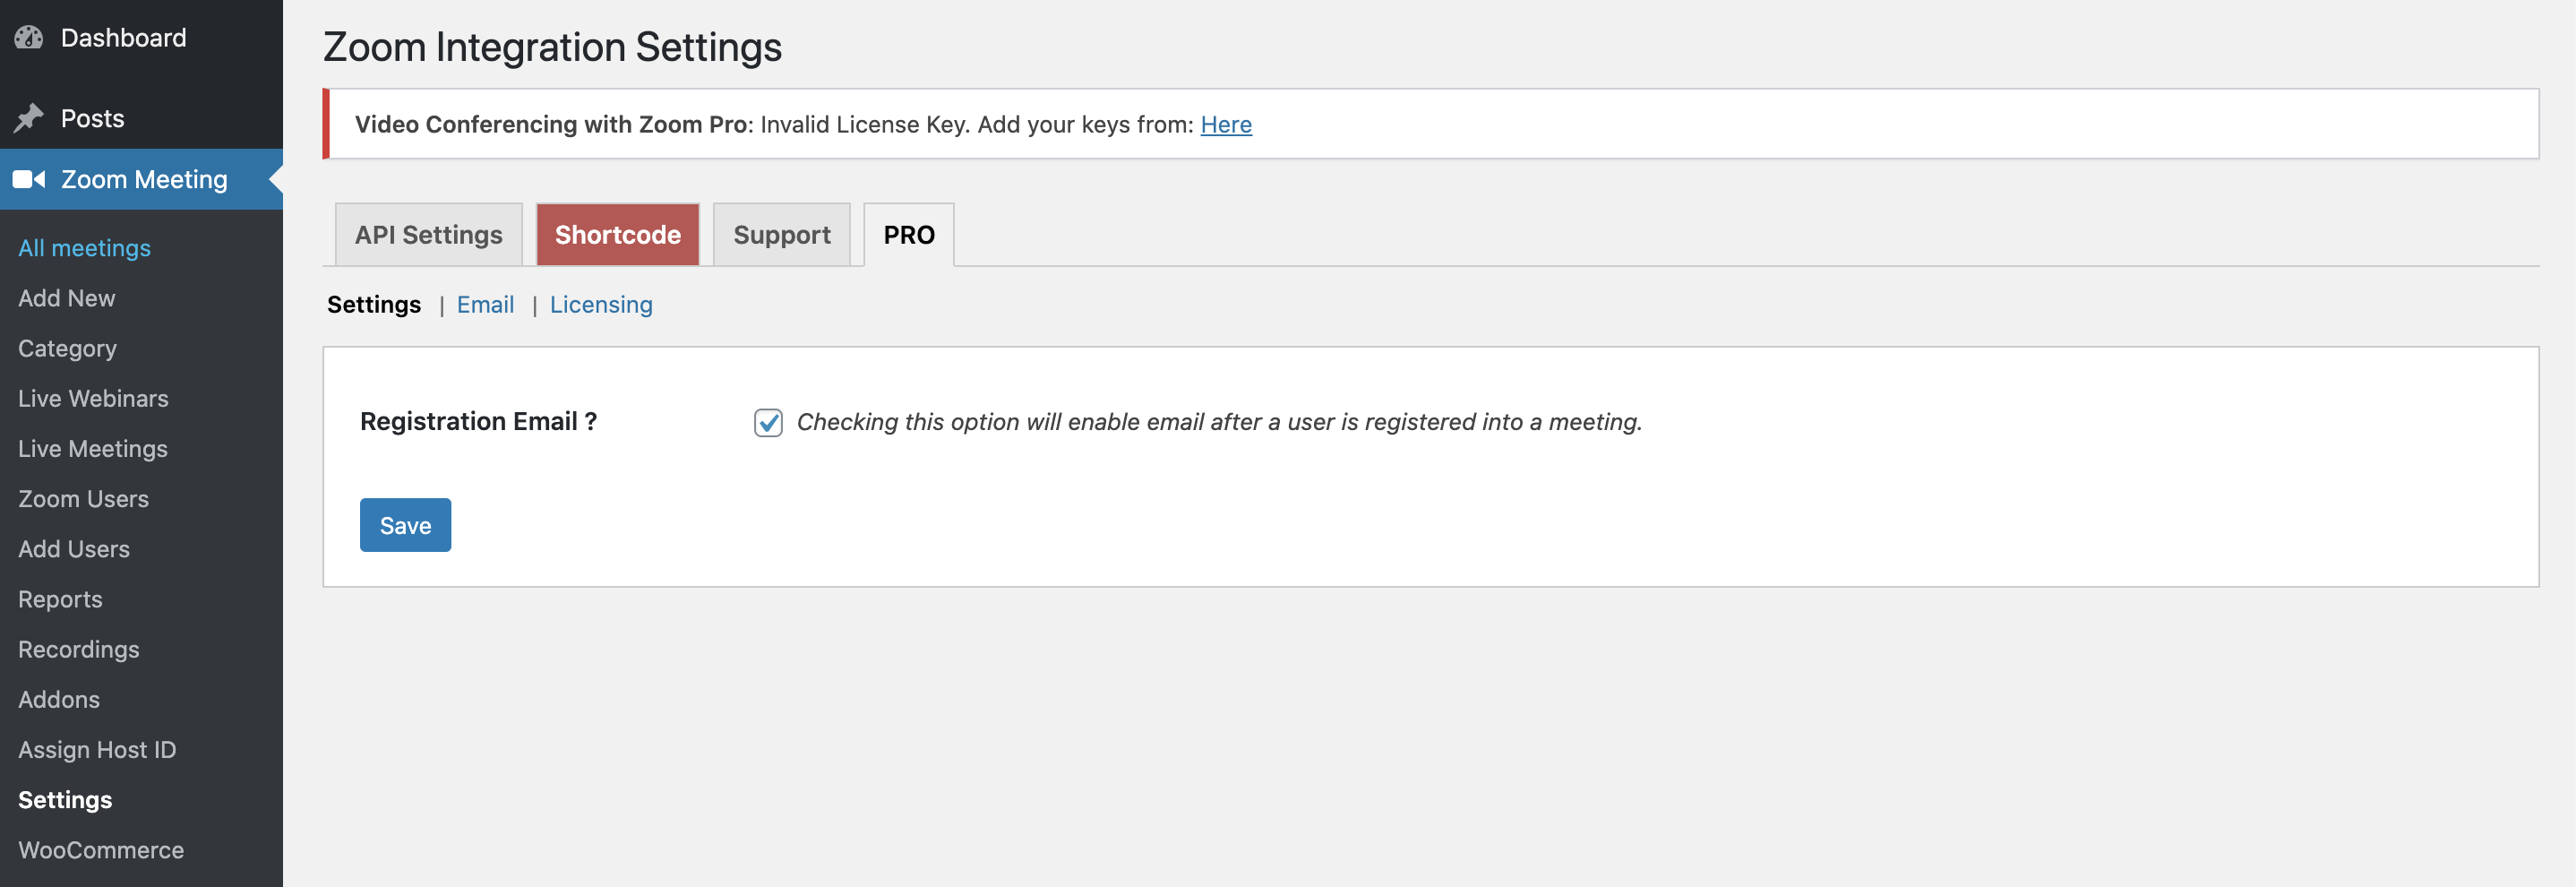 Dashboard
Posts
Zoom Meeting
All meetings
Add New
Category
Live Webinars
Live Meetings
Zoom Users
Add Users
Reports
Recordings
Addons
Assign Host ID
Settings
WooCommerce
Zoom Integration Settings
Video Conferencing with Zoom Pro: Invalid License Key. Add your keys from: Here
API Settings Shortcode Support PRO
Settings | Email | Licensing
Registration Email ? Checking this option will enable email after a user is registered into a meeting.
Save